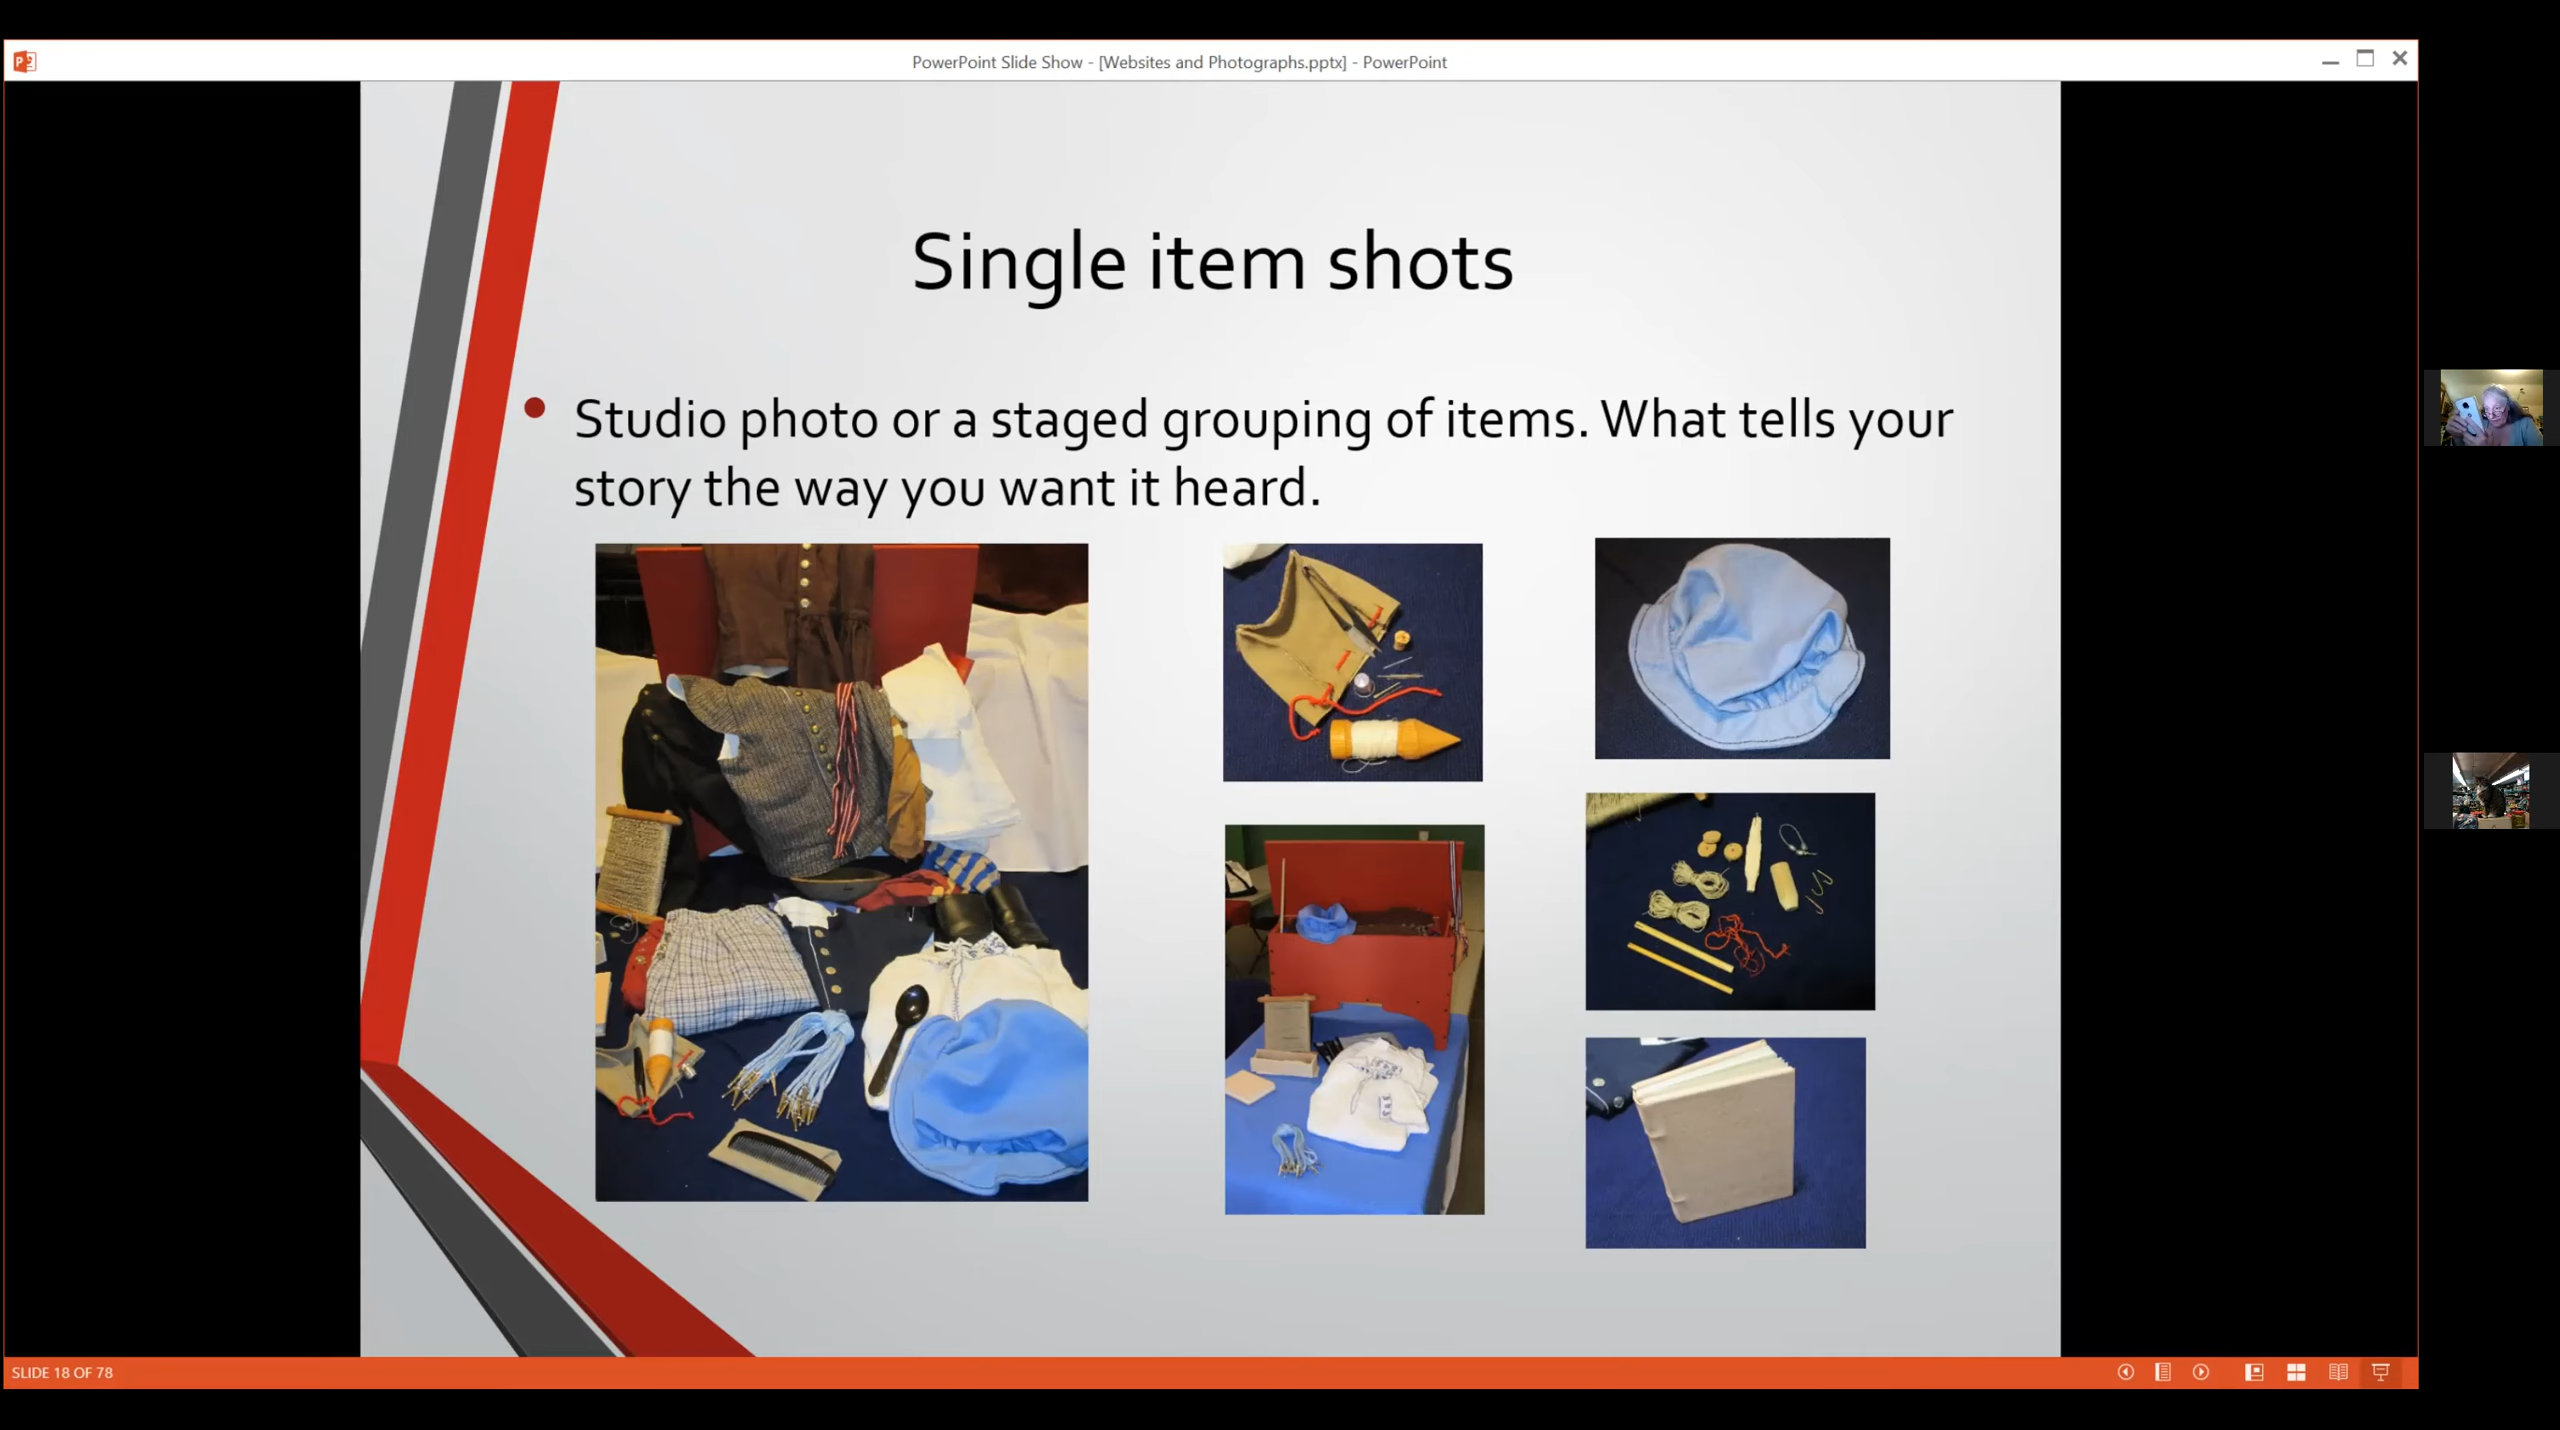 PowerPoint Slide Show - [Websites and Photographs.pptx] - PowerPoint
Single item shots
Studio photo or a staged grouping of items. What tells your
story the way you want it heard.
SLIDE 18 OF 78